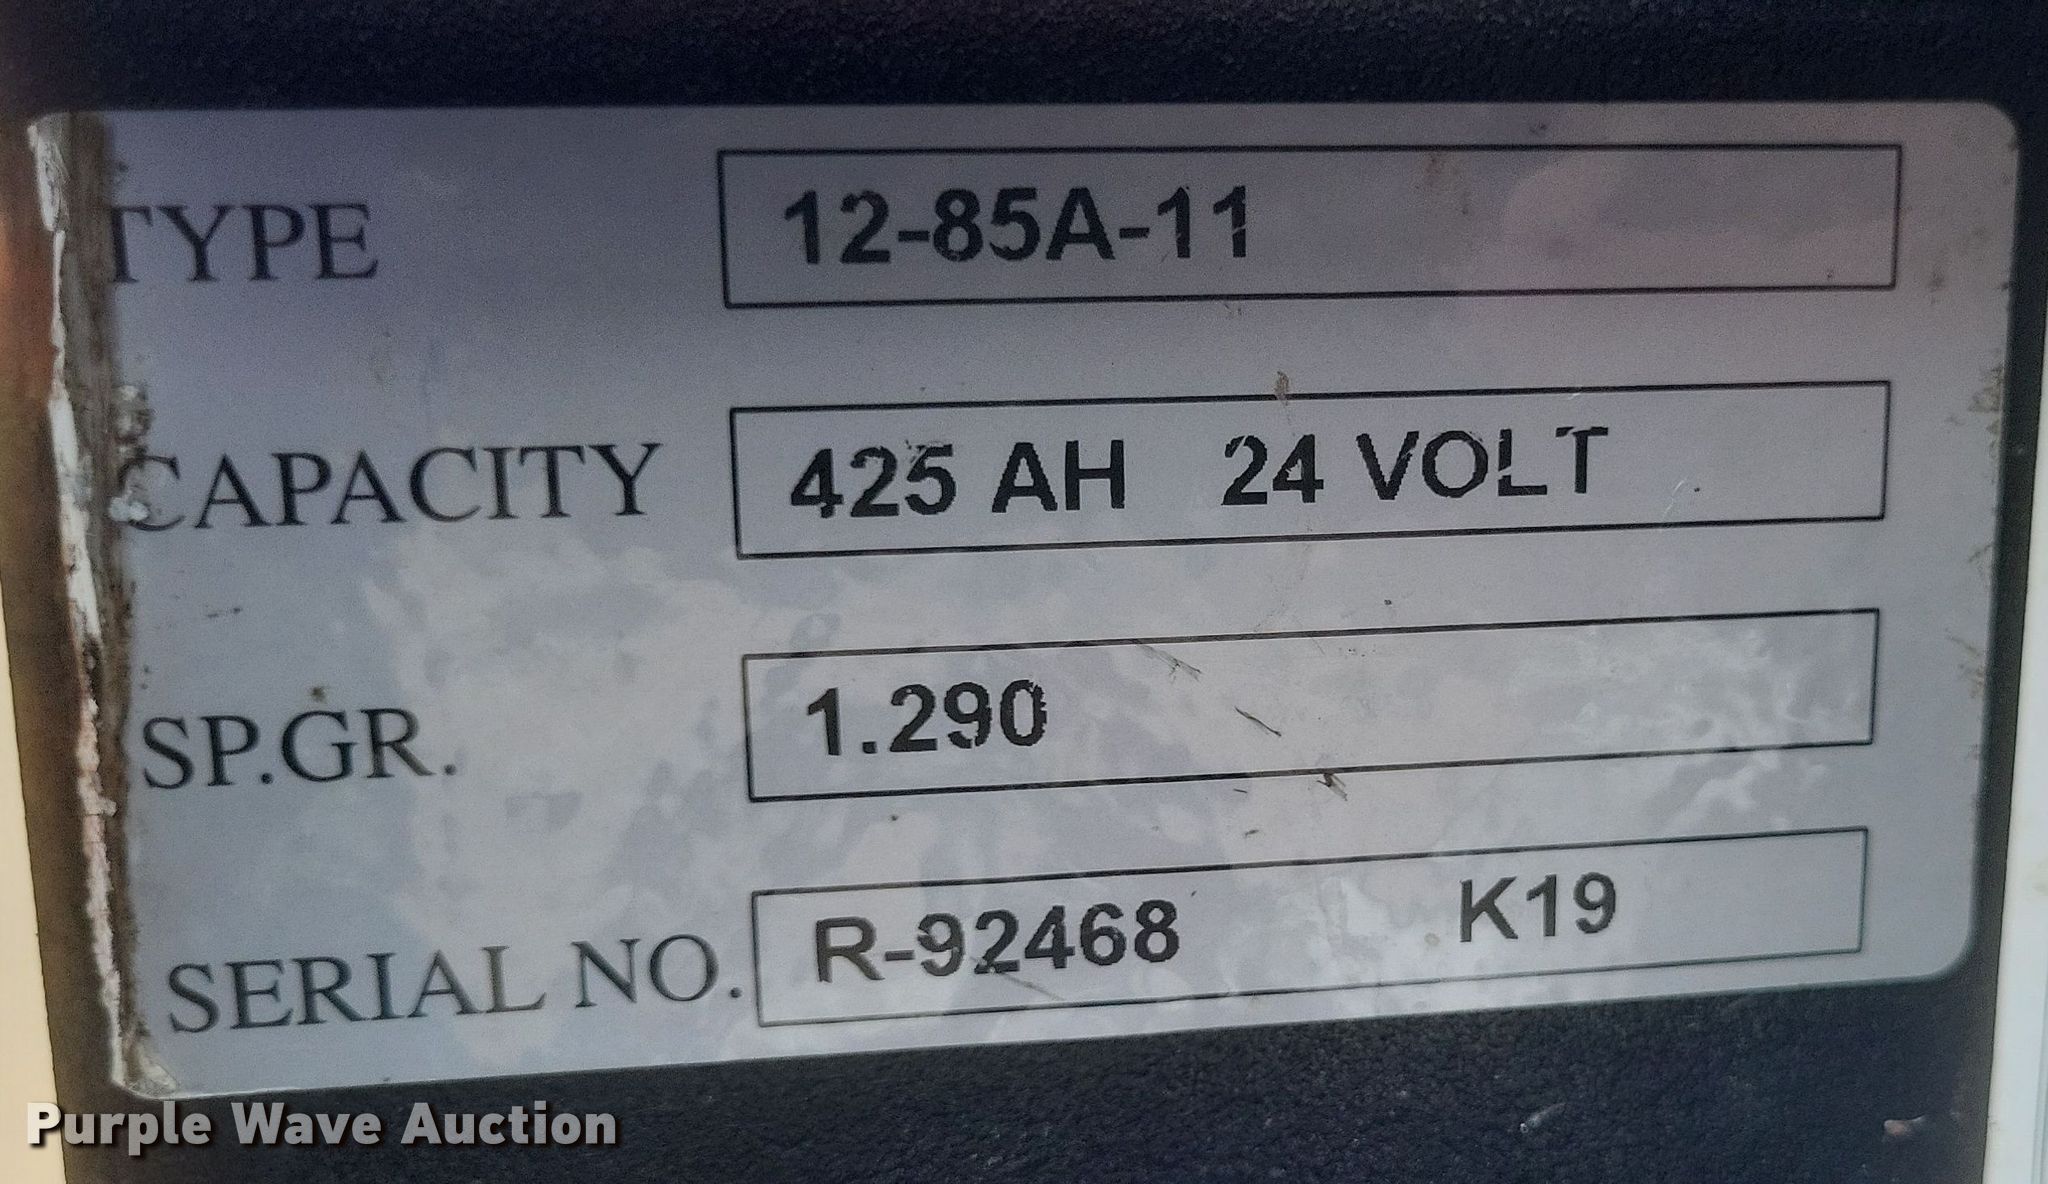 TYPE 12-85A-11
CAPACITY 425 AH 24 VOLT
SP.GR. 1.290
SERIAL NO. R-92468 K19
Purple Wave Auction